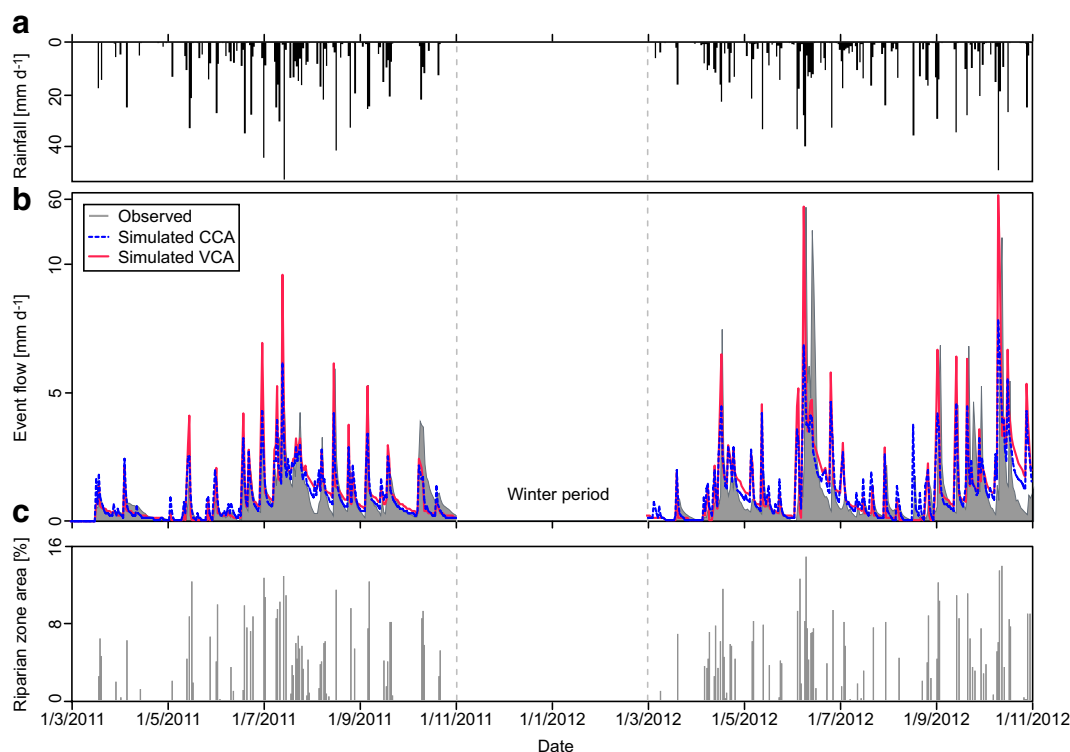 a
Rainfall [mm d-1]
0
20
40
b
Event flow [mm d-1]
60
10
5
0
Observed
Simulated CCA
Simulated VCA
Winter period
c
Riparian zone area [%]
16
8
0
1/3/2011 1/5/2011 1/7/2011 1/9/2011 1/11/2011 1/1/2012 1/3/2012 1/5/2012 1/7/2012 1/9/2012 1/11/2012
Date